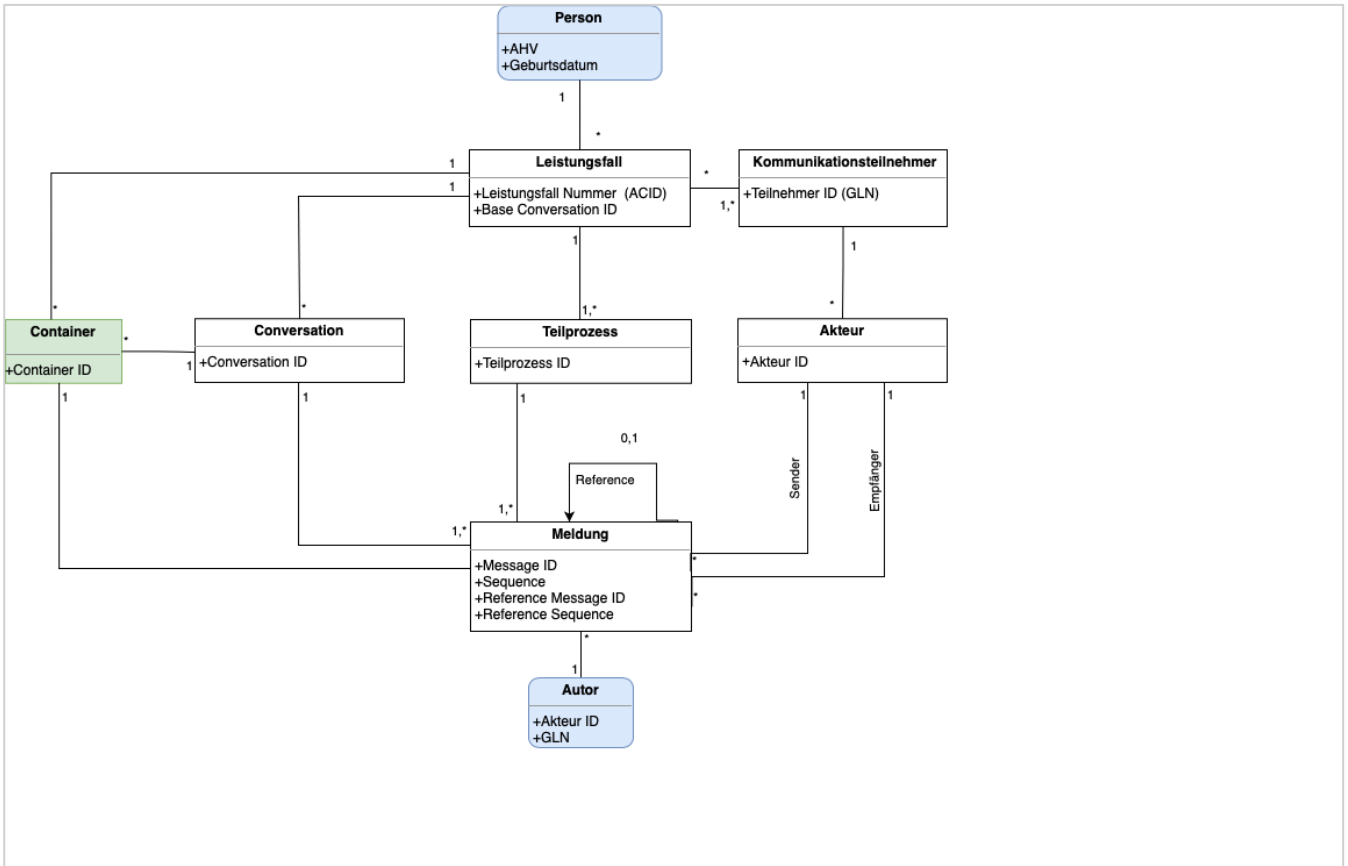 Person
+AHV
+Geburtsdatum
1
*
1
Leistungsfall
*
Kommunikationsteilnehmer
1
+Leistungsfall Nummer (ACID)
+Base Conversation ID
1,*
+Teilnehmer ID (GLN)
1
1
*
*
1,*
*
Container
*
Conversation
Teilprozess
Akteur
+Container ID
1
+Conversation ID
+Teilprozess ID
+Akteur ID
1
1
1
1
1
0,1
Reference
Sender
Empfänger
1,*
1,*
Meldung
+Message ID
+Sequence
+Reference Message ID
+Reference Sequence
*
*
*
1
Autor
+Akteur ID
+GLN